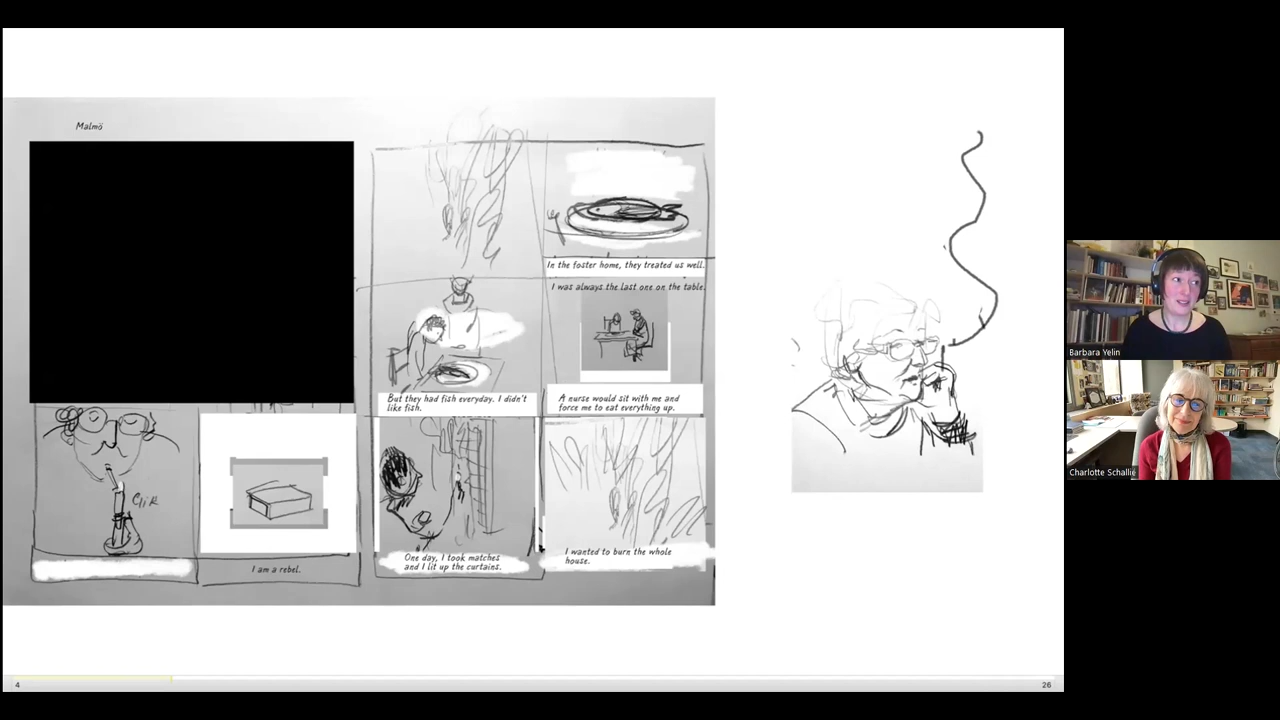 Malmö
In the foster home, they treated us well.
I was always the last one on the table.
But they had fish everyday. I didn't
like fish.
A nurse would sit with me and
force me to eat everything up.
Clik
I am a rebel.
One day, I took matches
and I lit up the curtains.
I wanted to burn the whole
house.
4
26
Barbara Yelin
Charlotte Schallié